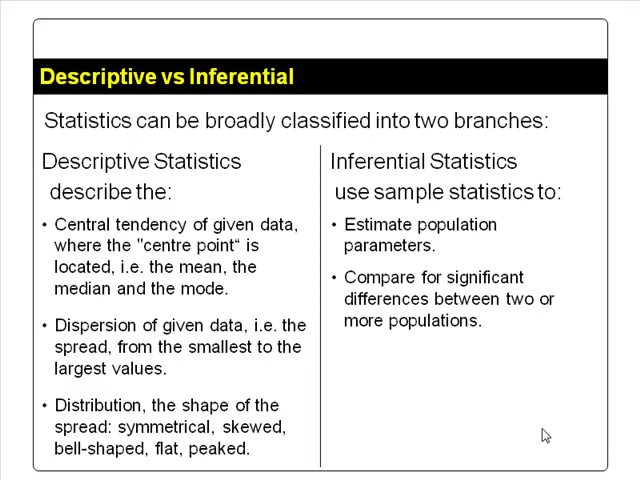 Descriptive vs Inferential
Statistics can be broadly classified into two branches:
Descriptive Statistics
describe the:
• Central tendency of given data,
where the "centre point“ is
located, i.e. the mean, the
median and the mode.
• Dispersion of given data, i.e. the
spread, from the smallest to the
largest values.
• Distribution, the shape of the
spread: symmetrical, skewed,
bell-shaped, flat, peaked.
Inferential Statistics
use sample statistics to:
• Estimate population
parameters.
• Compare for significant
differences between two or
more populations.